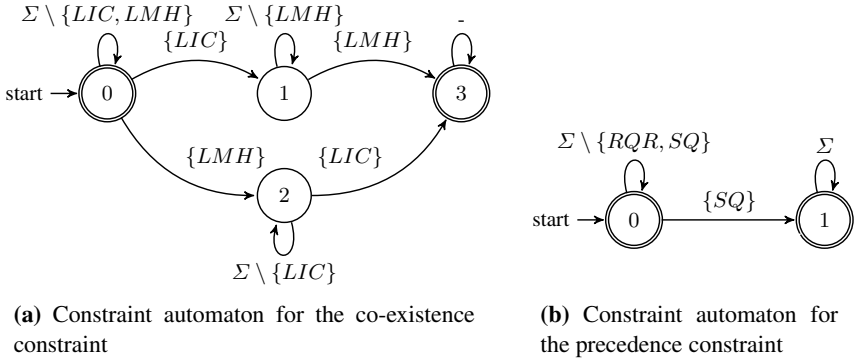 Σ \ {LIC, LMH}
Σ \ {LMH}
-
{LIC}
{LMH}
start
0
1
3
{LMH}
{LIC}
2
Σ \ {LIC}
(a) Constraint automaton for the co-existence
constraint
Σ \ {RQR, SQ}
Σ
{SQ}
start
0
1
(b) Constraint automaton for
the precedence constraint